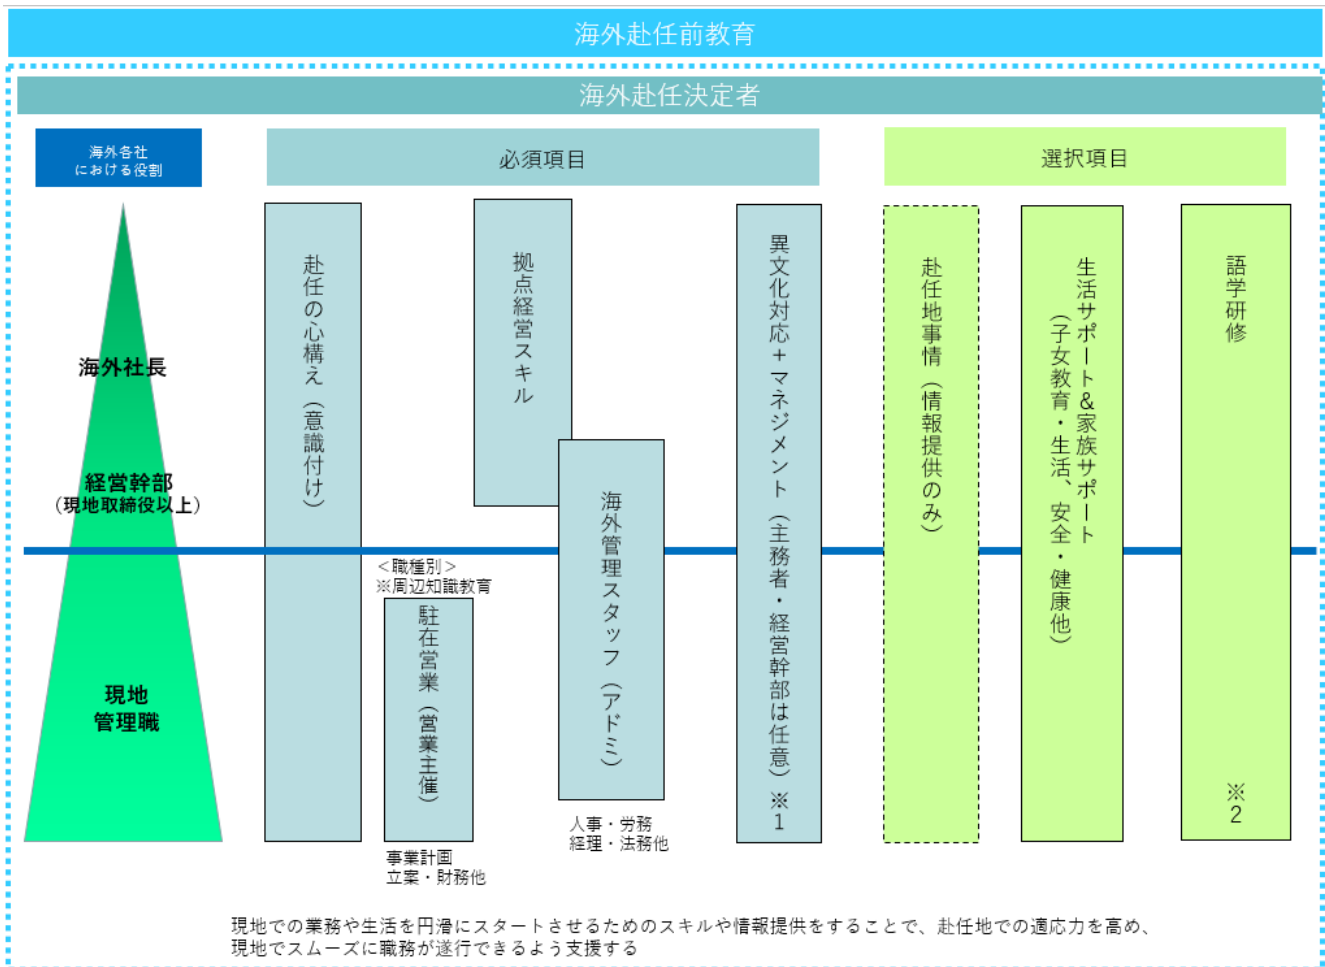 海外赴任前教育
海外赴任決定者
海外各社
における役割
必須項目
選択項目
海外社長
経営幹部
（現地取締役以上）
現地
管理職
赴任の心構え（意識付け）
＜職種別＞
※周辺知識教育
駐在営業（営業主催）
事業計画
立案・財務他
拠点経営スキル
海外管理スタッフ（アドミ）
人事・労務
経理・法務他
異文化対応＋マネジメント（主務者・経営幹部は任意）※1
赴任地事情（情報提供のみ）
生活サポート＆家族サポート
（子女教育・生活、安全・健康他）
語学研修
※2
現地での業務や生活を円滑にスタートさせるためのスキルや情報提供をすることで、赴任地での適応力を高め、
現地でスムーズに職務が遂行できるよう支援する